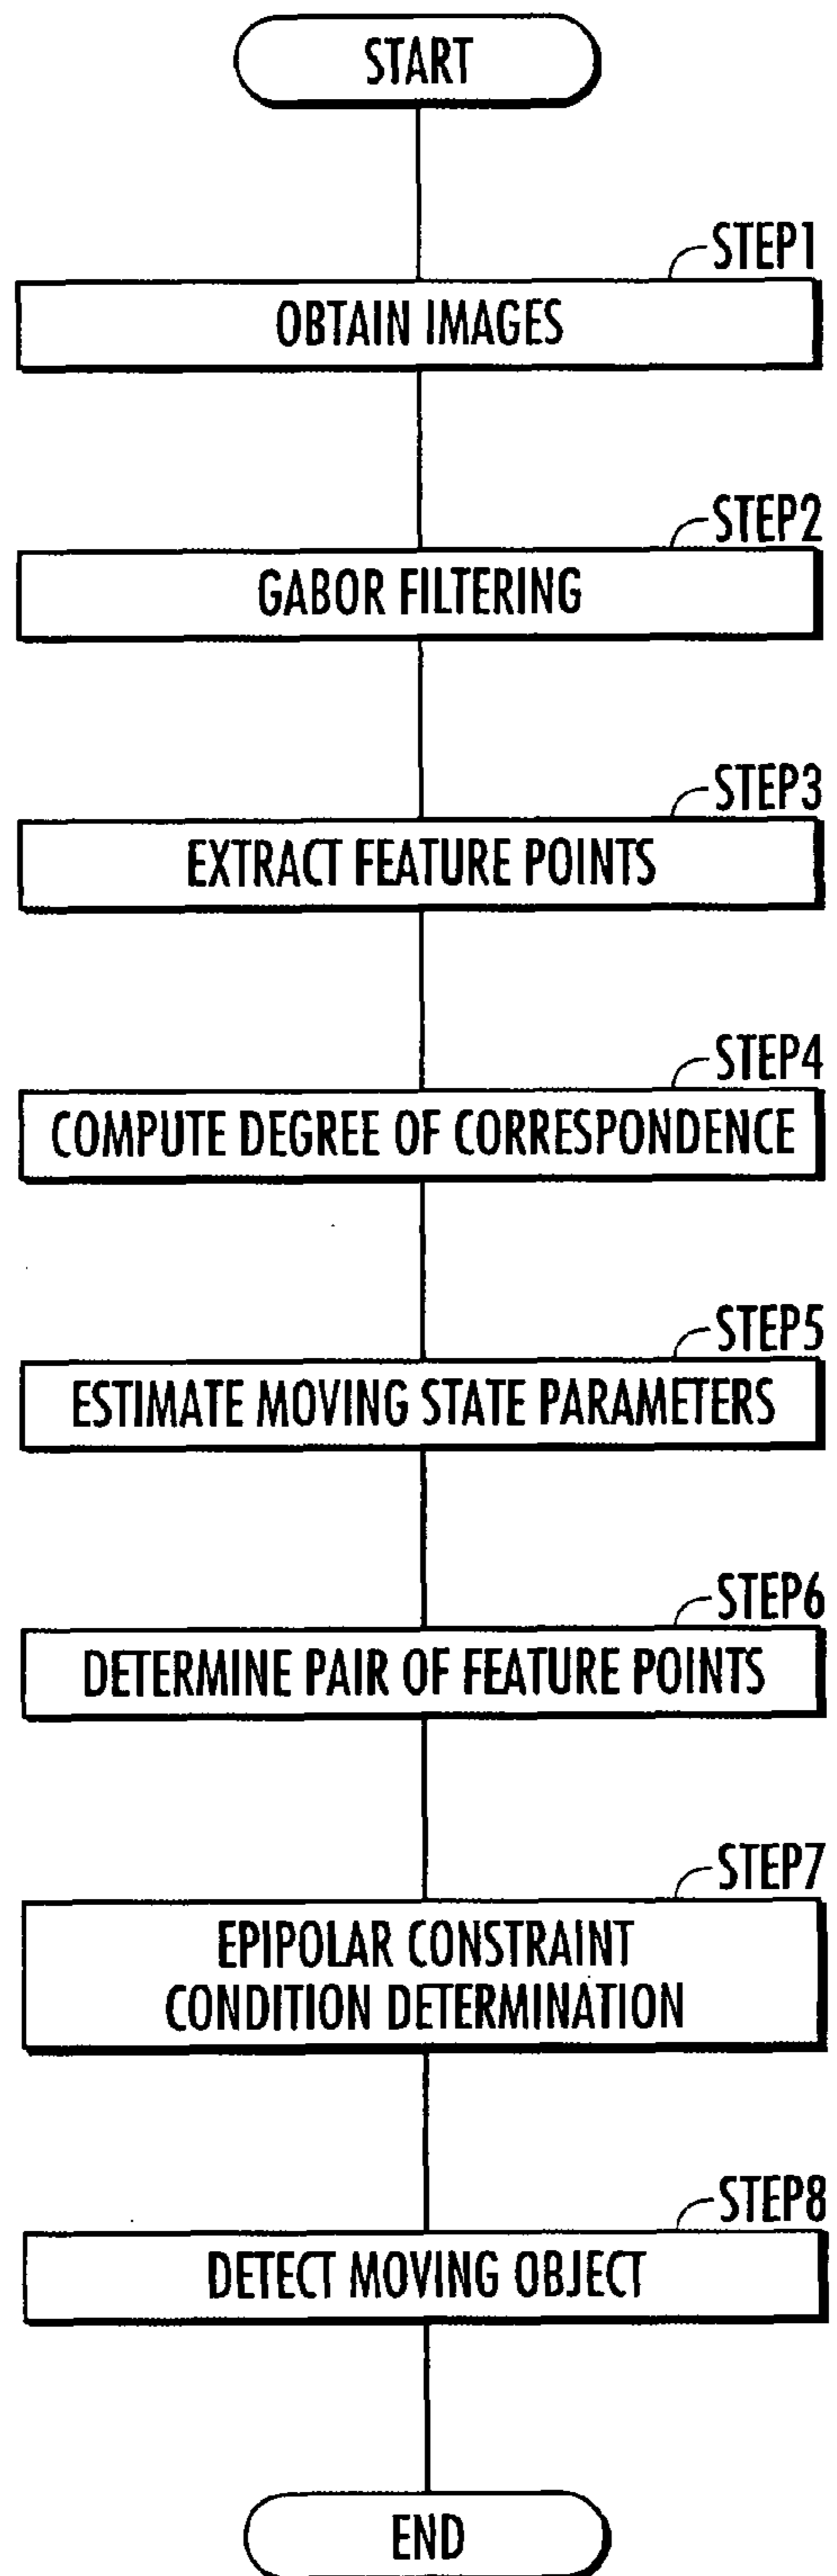 START
STEP1
OBTAIN IMAGES
STEP2
GABOR FILTERING
STEP3
EXTRACT FEATURE POINTS
STEP4
COMPUTE DEGREE OF CORRESPONDENCE
STEP5
ESTIMATE MOVING STATE PARAMETERS
STEP6
DETERMINE PAIR OF FEATURE POINTS
STEP7
EPIPOLAR CONSTRAINT
CONDITION DETERMINATION
STEP8
DETECT MOVING OBJECT
END